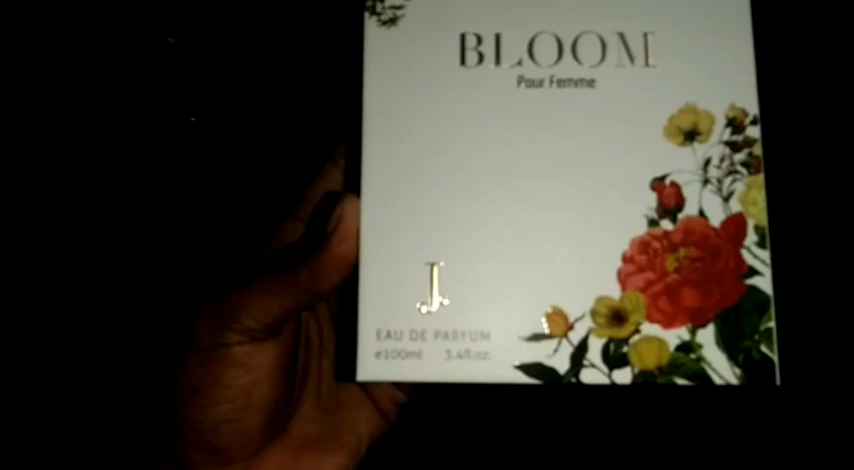 BLOOM
Pour Femme
J.
EAU DE PARFUM
e100ml 3.4fl.oz.